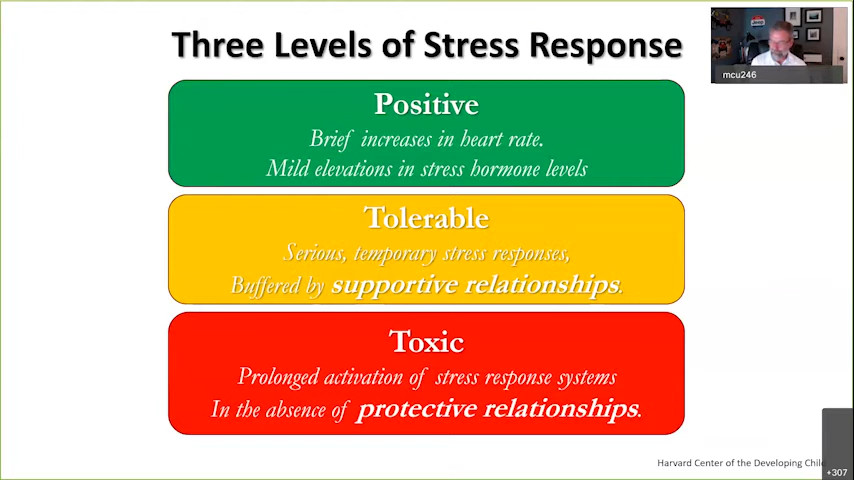 Three Levels of Stress Response
mcu246
Positive
Brief increases in heart rate.
Mild elevations in stress hormone levels
Tolerable
Serious, temporary stress responses,
Buffered by supportive relationships.
Toxic
Prolonged activation of stress response systems
In the absence of protective relationships.
Harvard Center of the Developing Child
+307